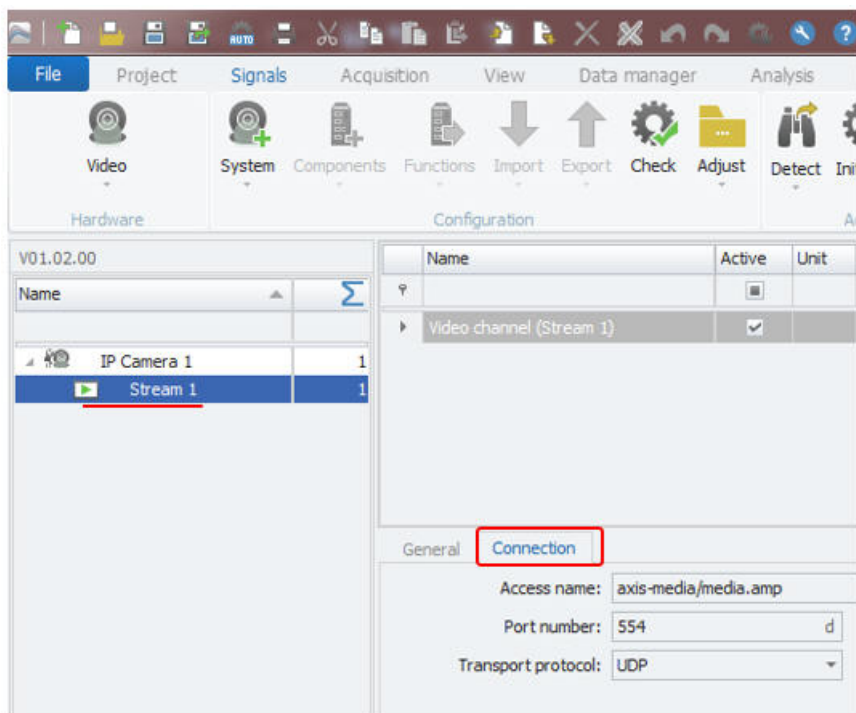 AUTO
?
File Project Signals Acquisition View Data manager Analysis
Video System Components Functions Import Export Check Adjust Detect
Hardware Configuration
V01.02.00 Name Active Unit
Name Σ
Video channel (Stream 1)
IP Camera 1 1
Stream 1 1
General Connection
Access name: axis-media/media.amp
Port number: 554 d
Transport protocol: UDP